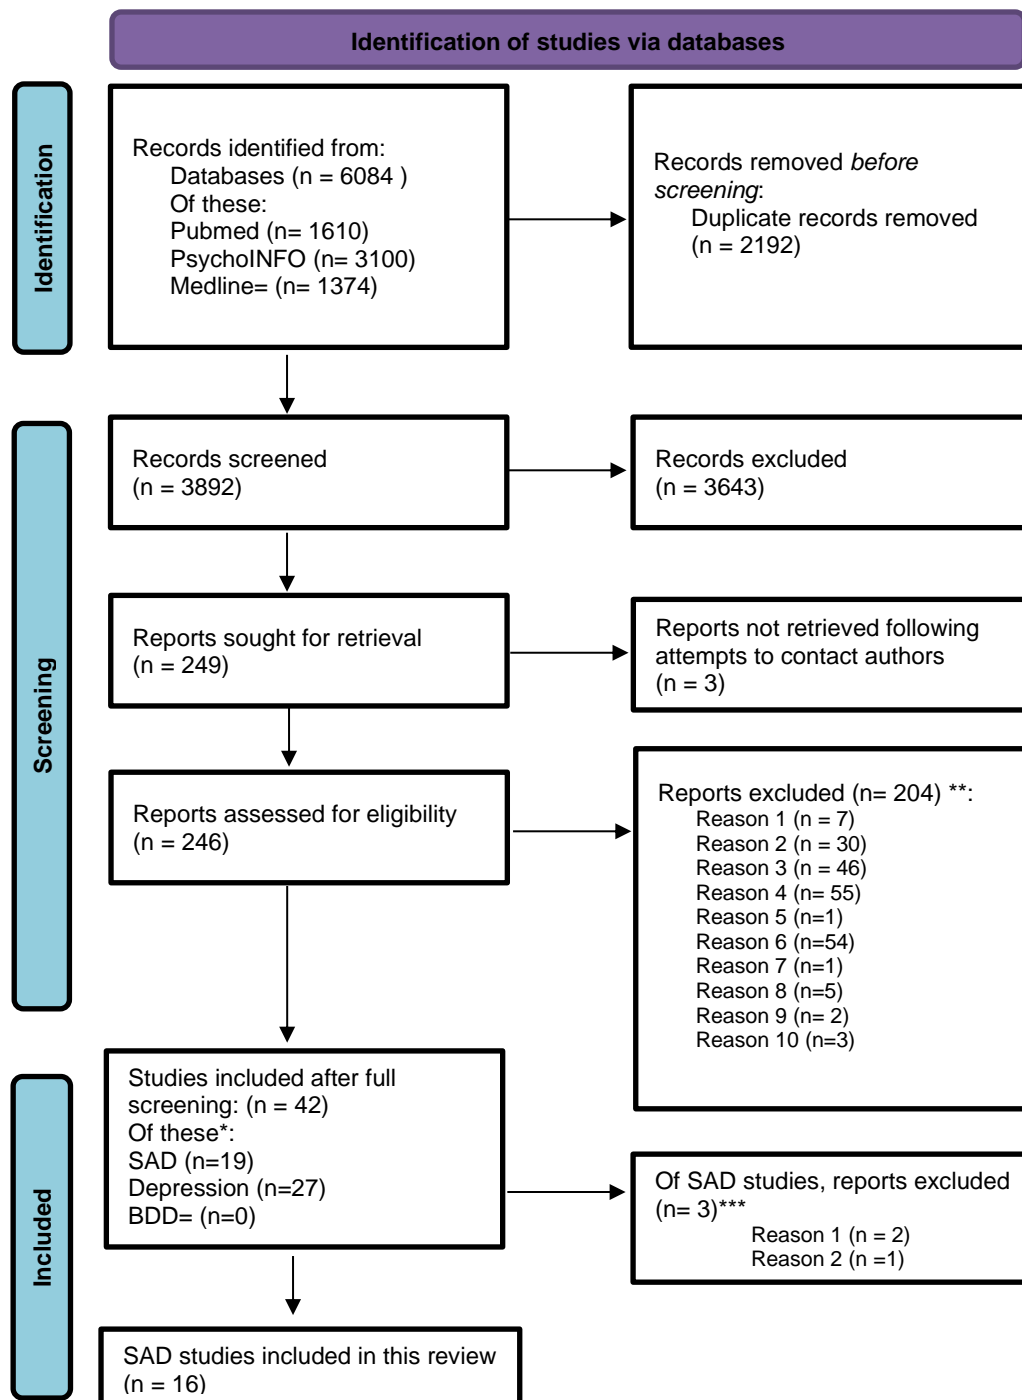 Identification of studies via databases
Identification
Records identified from:
Databases (n = 6084 )
Of these:
Pubmed (n= 1610)
PsychoINFO (n= 3100)
Medline= (n= 1374)
Records removed before
screening:
Duplicate records removed
(n = 2192)
Screening
Records screened
(n = 3892)
Records excluded
(n = 3643)
Reports sought for retrieval
(n = 249)
Reports not retrieved following
attempts to contact authors
(n = 3)
Reports assessed for eligibility
(n = 246)
Reports excluded (n= 204) **:
Reason 1 (n = 7)
Reason 2 (n = 30)
Reason 3 (n = 46)
Reason 4 (n= 55)
Reason 5 (n=1)
Reason 6 (n=54)
Reason 7 (n=1)
Reason 8 (n=5)
Reason 9 (n= 2)
Reason 10 (n=3)
Included
Studies included after full
screening: (n = 42)
Of these*:
SAD (n=19)
Depression (n=27)
BDD= (n=0)
Of SAD studies, reports excluded
(n= 3)***
Reason 1 (n = 2)
Reason 2 (n =1)
SAD studies included in this review
(n = 16)